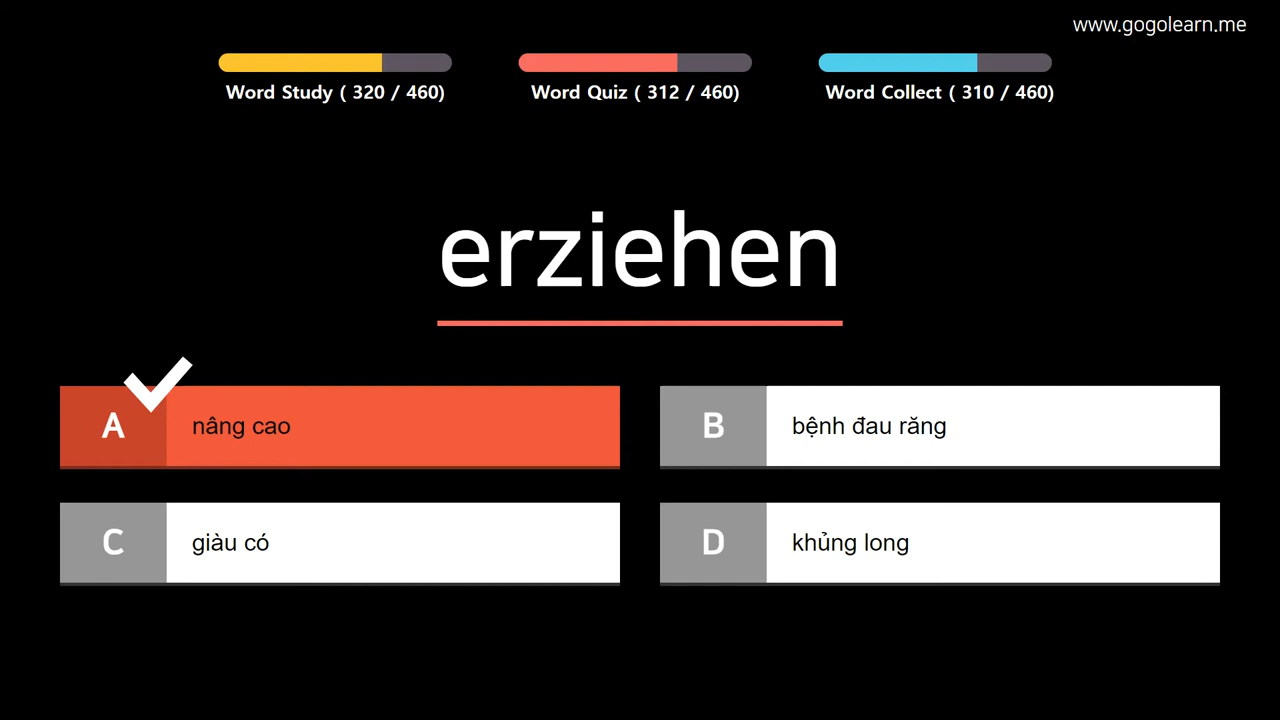 www.gogolearn.me
Word Study ( 320 / 460)
Word Quiz ( 312 / 460)
Word Collect ( 310 / 460)
erziehen
A nâng cao
B bệnh đau răng
C giàu có
D khủng long